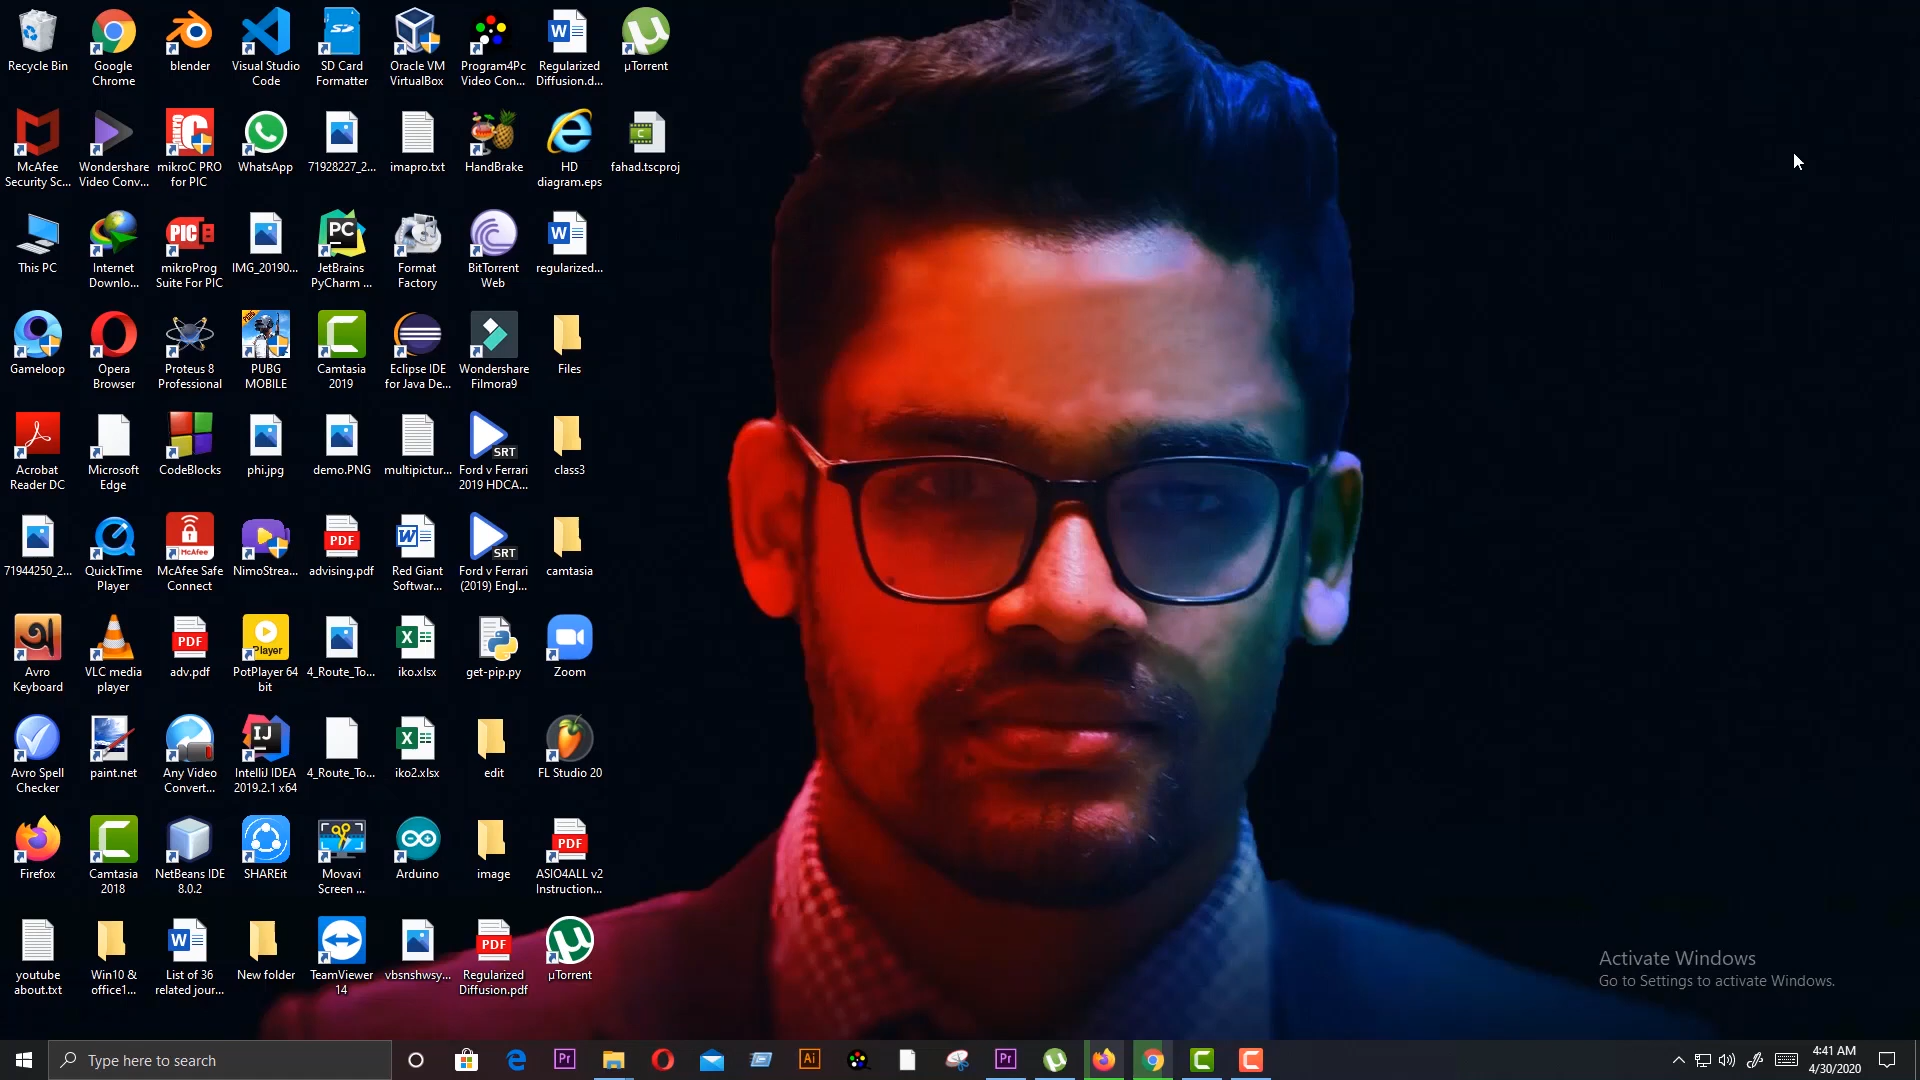 Recycle Bin
Google
Chrome
blender
Visual Studio
Code
SD Card
Formatter
Oracle VM
VirtualBox
Program4Pc
Video Con...
Regularized
Diffusion.d...
µTorrent
McAfee
Security Sc...
Wondershare
Video Conv...
mikroC PRO
for PIC
WhatsApp
71928227_2...
imapro.txt
HandBrake
HD
diagram.eps
fahad.tscproj
This PC
Internet
Downlo...
mikroProg
Suite For PIC
IMG_20190...
JetBrains
PyCharm ...
Format
Factory
BitTorrent
Web
regularized...
Gameloop
Opera
Browser
Proteus 8
Professional
PUBG
MOBILE
Camtasia
2019
Eclipse IDE
for Java De...
Wondershare
Filmora9
Files
Acrobat
Reader DC
Microsoft
Edge
CodeBlocks
phi.jpg
demo.PNG
multipictur...
Ford v Ferrari
2019 HDCA...
class3
71944250_2...
QuickTime
Player
McAfee Safe
Connect
NimoStrea...
advising.pdf
Red Giant
Softwar...
Ford v Ferrari
(2019) Engl...
camtasia
Avro
Keyboard
VLC media
player
adv.pdf
PotPlayer 64
bit
4_Route_To...
iko.xlsx
get-pip.py
Zoom
Avro Spell
Checker
paint.net
Any Video
Convert...
IntelliJ IDEA
2019.2.1 x64
4_Route_To...
iko2.xlsx
edit
FL Studio 20
Firefox
Camtasia
2018
NetBeans IDE
8.0.2
SHAREit
Movavi
Screen ...
Arduino
image
ASIO4ALL v2
Instruction...
youtube
about.txt
Win10 &
office1...
List of 36
related jour...
New folder
TeamViewer
14
vbsnshwsy...
Regularized
Diffusion.pdf
µTorrent
Activate Windows
Go to Settings to activate Windows.
Type here to search
4:41 AM
4/30/2020